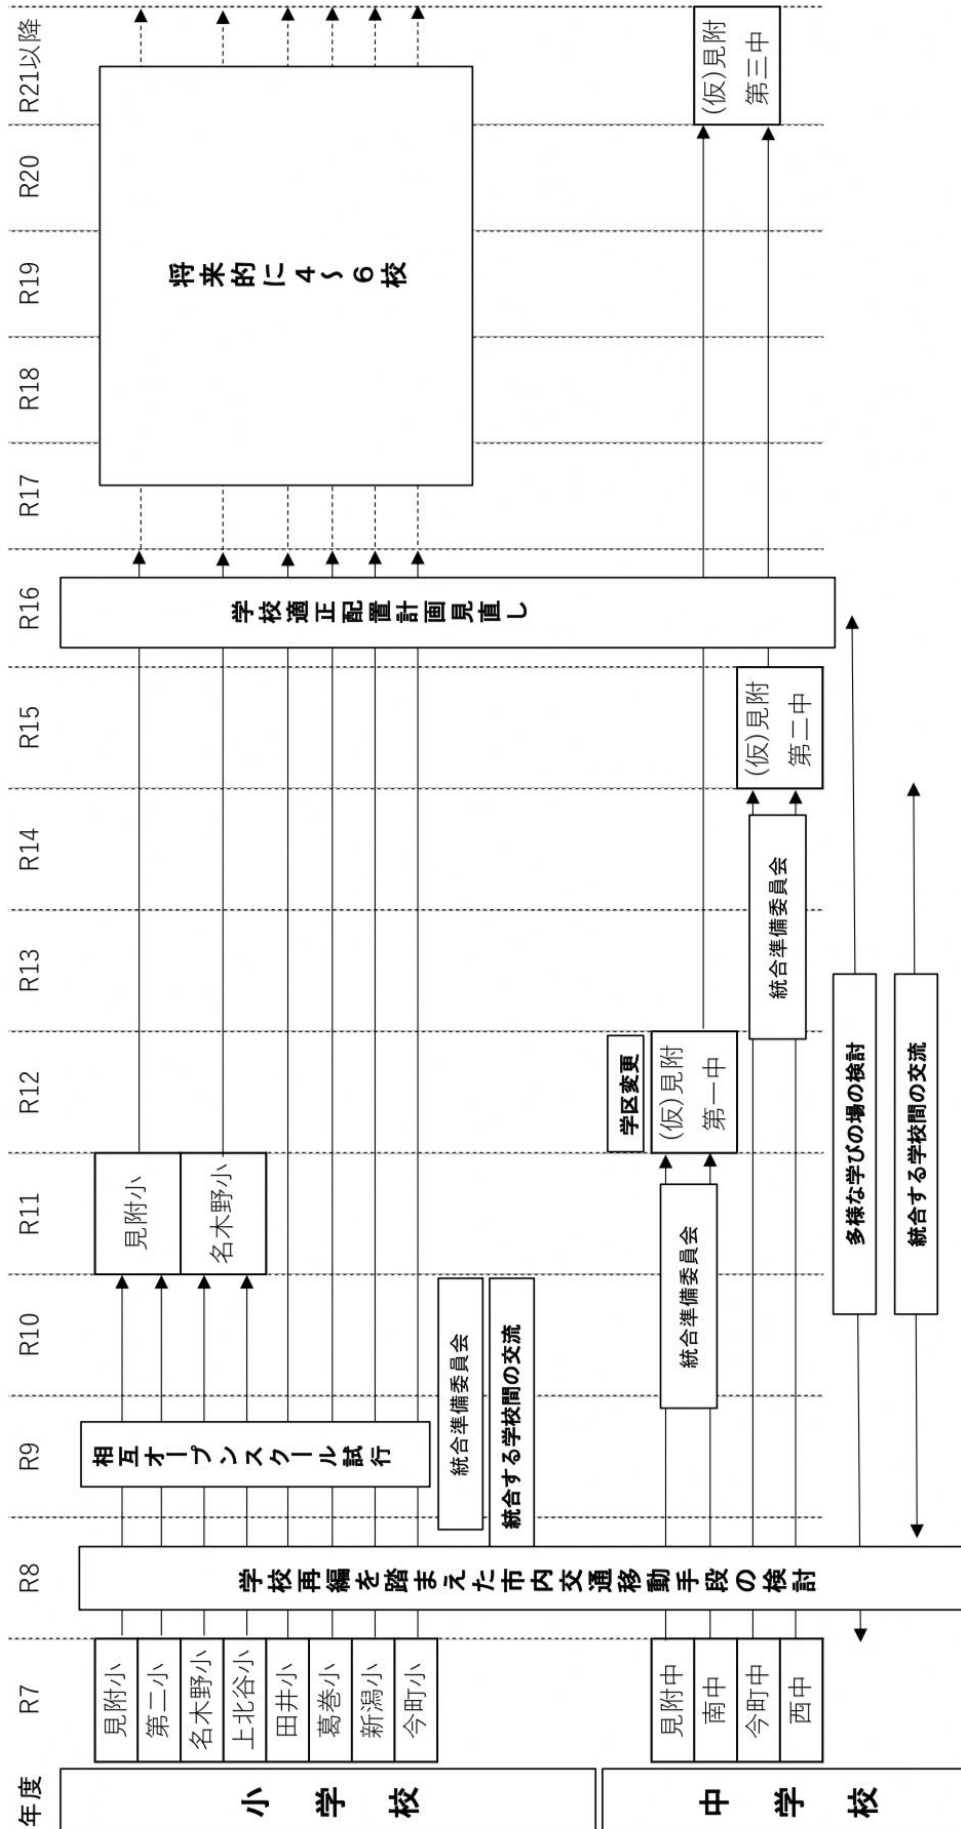 年度
R7
R8
R9
R10
R11
R12
R13
R14
R15
R16
R17
R18
R19
R20
R21以降
小学校
見附小
第二小
名木野小
上北谷小
田井小
葛巻小
新潟小
今町小
相互オープンスクール試行
見附小
名木野小
統合準備委員会
統合する学校間の交流
学校再編を踏まえた市内交通移動手段の検討
学校適正配置計画見直し
将来的に4～6校
中学校
見附中
南中
今町中
西中
統合準備委員会
学区変更
(仮)見附
第一中
統合準備委員会
(仮)見附
第二中
(仮)見附
第三中
多様な学びの場の検討
統合する学校間の交流